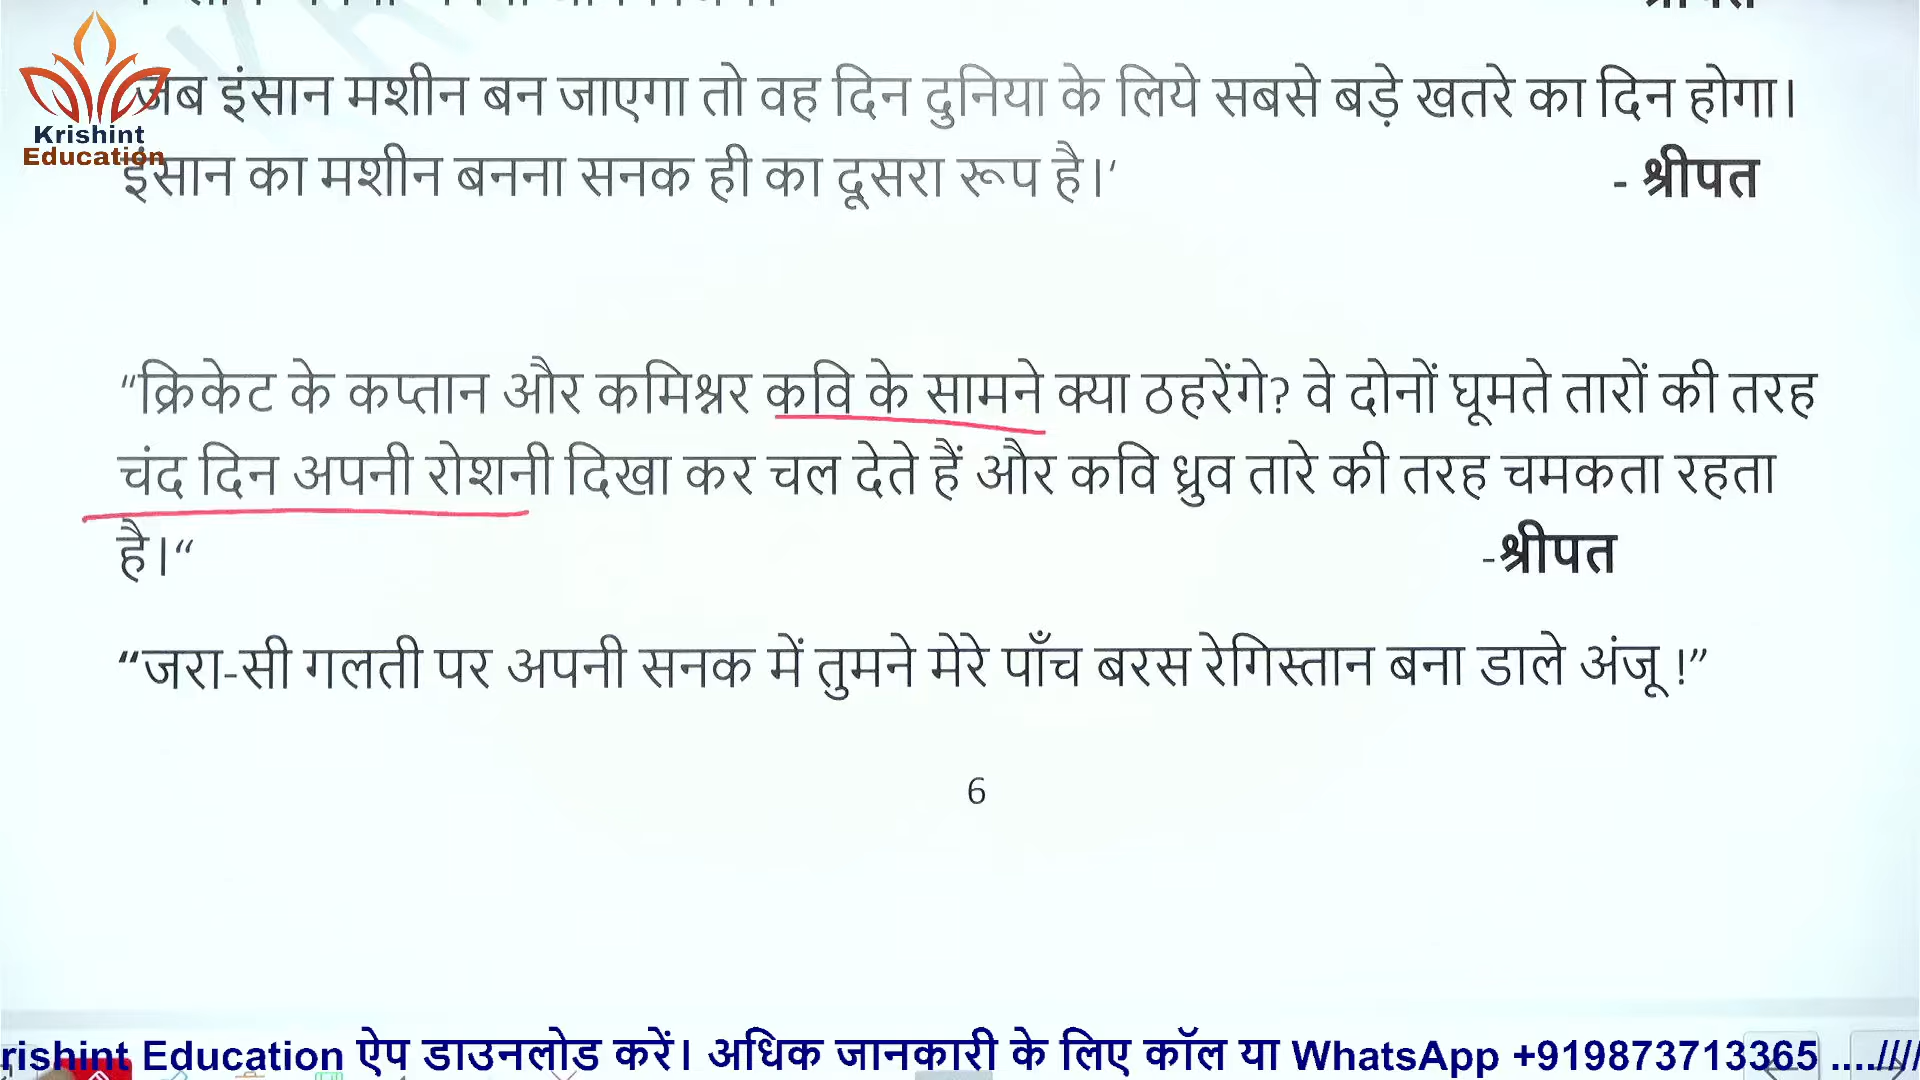 जब इंसान मशीन बन जाएगा तो वह दिन दुनिया के लिये सबसे बड़े खतरे का दिन होगा।
Krishint
Education
इंसान का मशीन बनना सनक ही का दूसरा रूप है।‘ - श्रीपत
“क्रिकेट के कप्तान और कमिश्नर कवि के सामने क्या ठहरेंगे? वे दोनों घूमते तारों की तरह
चंद दिन अपनी रोशनी दिखा कर चल देते हैं और कवि ध्रुव तारे की तरह चमकता रहता
है।“ -श्रीपत
“जरा-सी गलती पर अपनी सनक में तुमने मेरे पाँच बरस रेगिस्तान बना डाले अंजू !”
6
rishint Education ऐप डाउनलोड करें। अधिक जानकारी के लिए कॉल या WhatsApp +919873713365 ....////